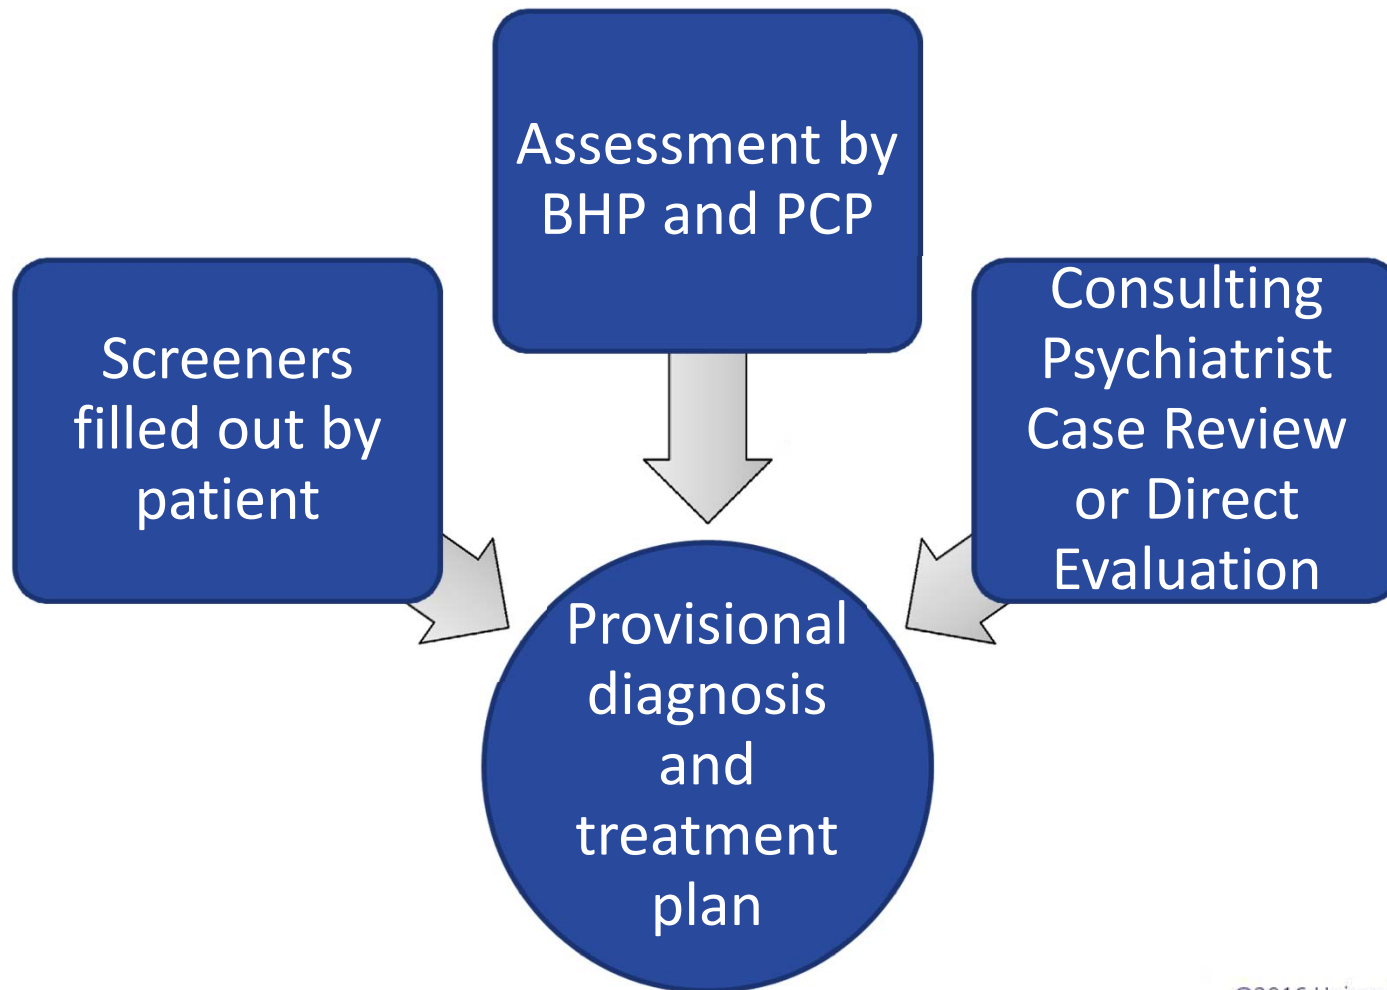 Assessment by
BHP and PCP
Screeners
filled out by
patient
Consulting
Psychiatrist
Case Review
or Direct
Evaluation
Provisional
diagnosis
and
treatment
plan
©2016